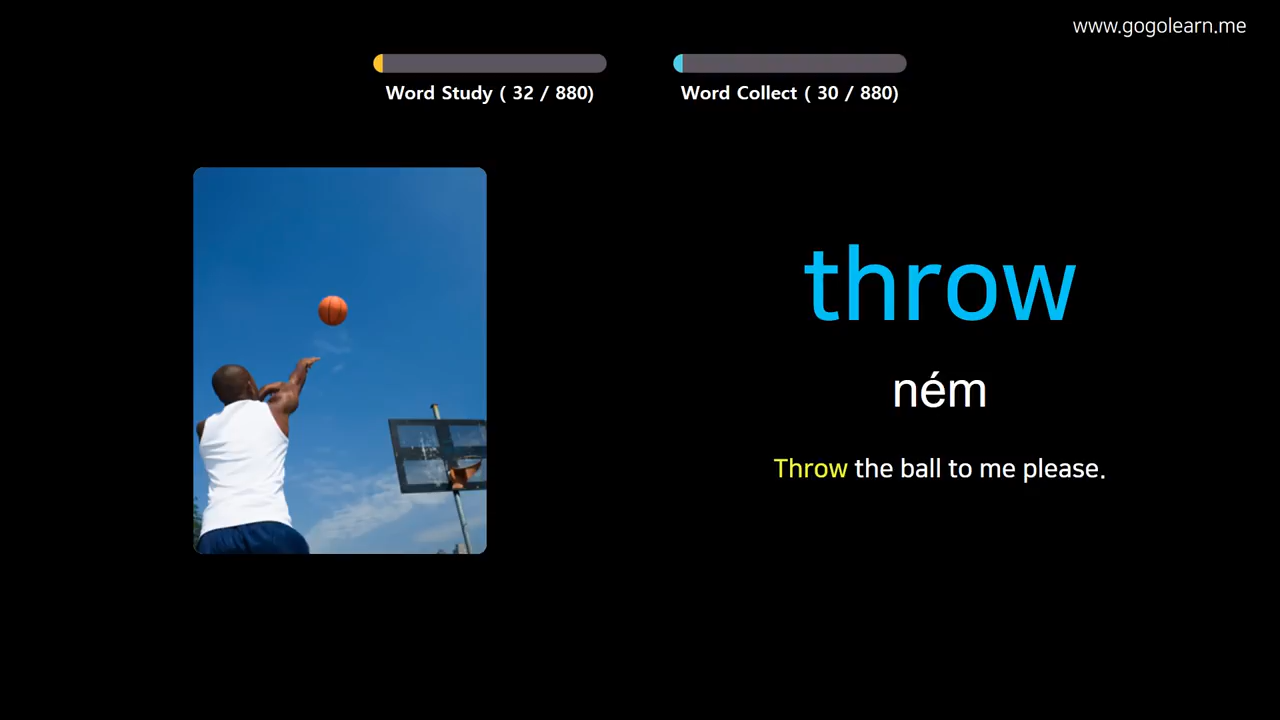 www.gogolearn.me
Word Study ( 32 / 880)
Word Collect ( 30 / 880)
throw
ném
Throw the ball to me please.